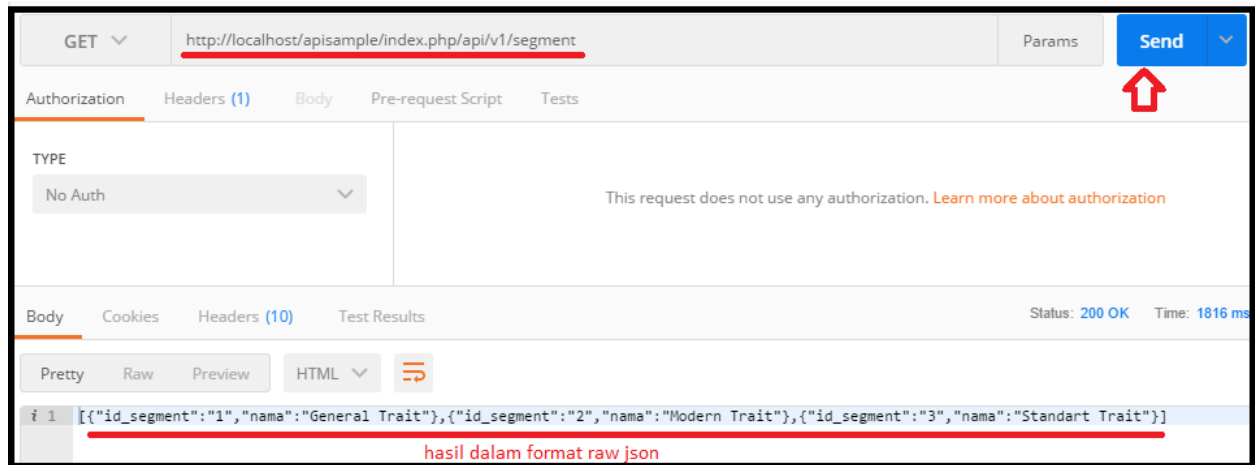 GET http://localhost/apisample/index.php/api/v1/segment Params Send
Authorization Headers (1) Body Pre-request Script Tests
TYPE
No Auth
This request does not use any authorization. Learn more about authorization
Body Cookies Headers (10) Test Results Status: 200 OK Time: 1816 ms
Pretty Raw Preview HTML
i 1 [{"id_segment":"1","nama":"General Trait"},{"id_segment":"2","nama":"Modern Trait"},{"id_segment":"3","nama":"Standart Trait"}]
hasil dalam format raw json